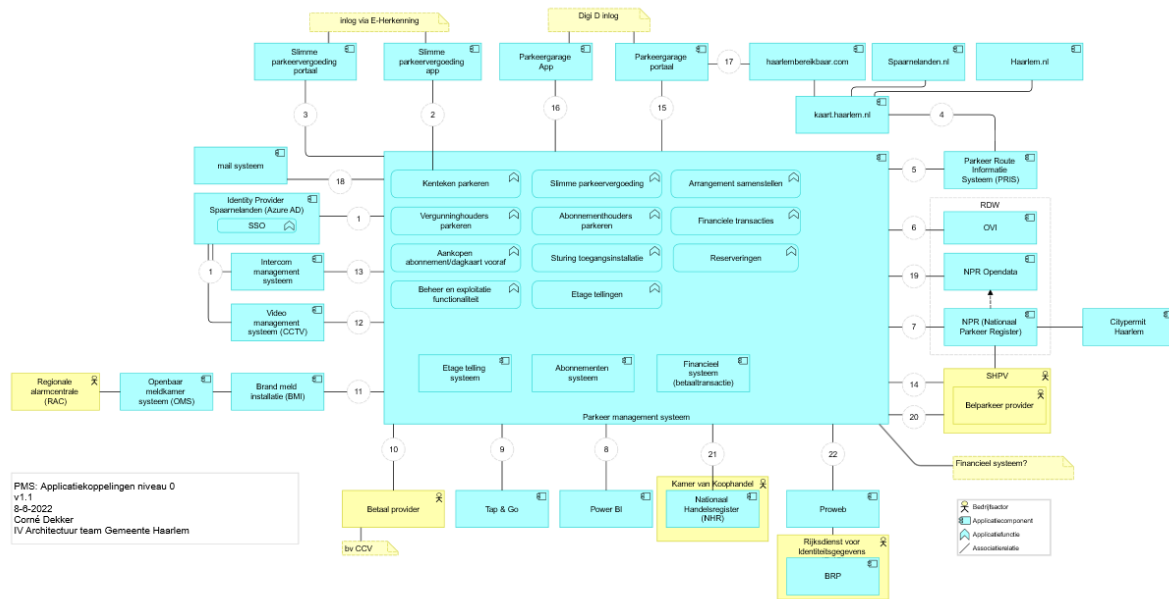 inlog via E-Herkenning
Digi D inlog
Slimme
parkeervergoeding
portaal
Slimme
parkeervergoeding
app
Parkeergarage
App
Parkeergarage
portaal
17
haarlembereikbaar.com
Spaarnelanden.nl
Haarlem.nl
3
2
16
15
kaart.haarlem.nl
4
mail systeem
18
5
Parkeer Route
Informatie
Systeem (PRIS)
Kenteken parkeren
Slimme parkeervergoeding
Arrangement samenstellen
Identity Provider
Spaarnelanden (Azure AD)
SSO
1
Vergunninghouders
parkeren
Abonnementhouders
parkeren
Financiele transacties
RDW
6
OVI
1
Intercom
management
systeem
13
Aankopen
abonnement/dagkaart vooraf
Sturing toegangsinstallatie
Reserveringen
19
NPR Opendata
Beheer en exploitatie
functionaliteit
Etage tellingen
Video
management
systeem (CCTV)
12
7
NPR (Nationaal
Parkeer Register)
Citypermit
Haarlem
Etage telling
systeem
Abonnementen
systeem
Financieel
systeem
(betaaltransactie)
Regionale
alarmcentrale
(RAC)
Openbaar
meldkamer
systeem (OMS)
Brand meld
installatie (BMI)
11
14
SHPV
20
Belparkeer provider
Parkeer management systeem
10
9
8
21
22
Financieel systeem?
PMS: Applicatiekoppelingen niveau 0
v1.1
8-6-2022
Corné Dekker
IV Architectuur team Gemeente Haarlem
Betaal provider
bv CCV
Tap & Go
Power BI
Kamer van Koophandel
Nationaal
Handelsregister
(NHR)
Proweb
Rijksdienst voor
Identiteitsgegevens
BRP
Bedrijfsactor
Applicatiecomponent
Applicatiefunctie
Associatierelatie